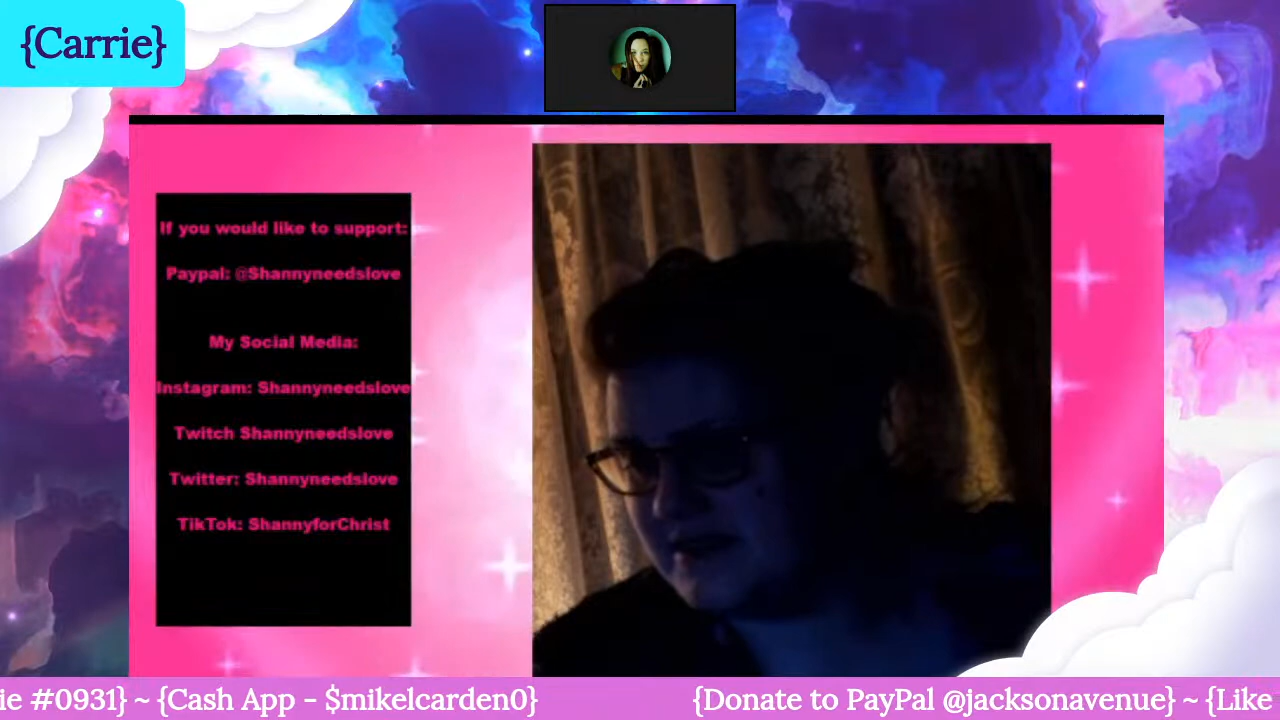 {Carrie}
If you would like to support:
Paypal: @Shannyneedslove
My Social Media:
Instagram: Shannyneedslove
Twitch Shannyneedslove
Twitter: Shannyneedslove
TikTok: ShannyforChrist
ie #0931} ~ {Cash App - $mikelcarden0} {Donate to PayPal @jacksonavenue} ~ {Like